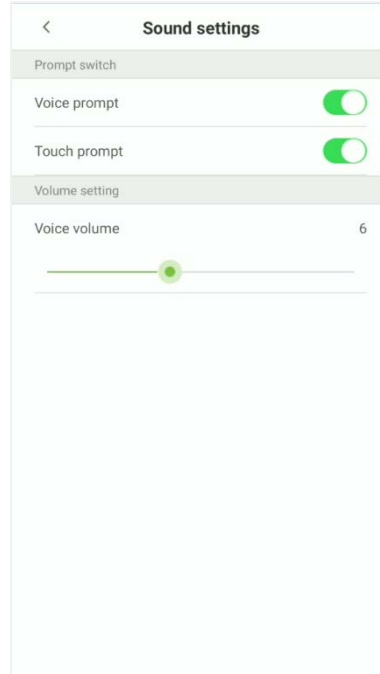 Sound settings
Prompt switch
Voice prompt
Touch prompt
Volume setting
Voice volume 6